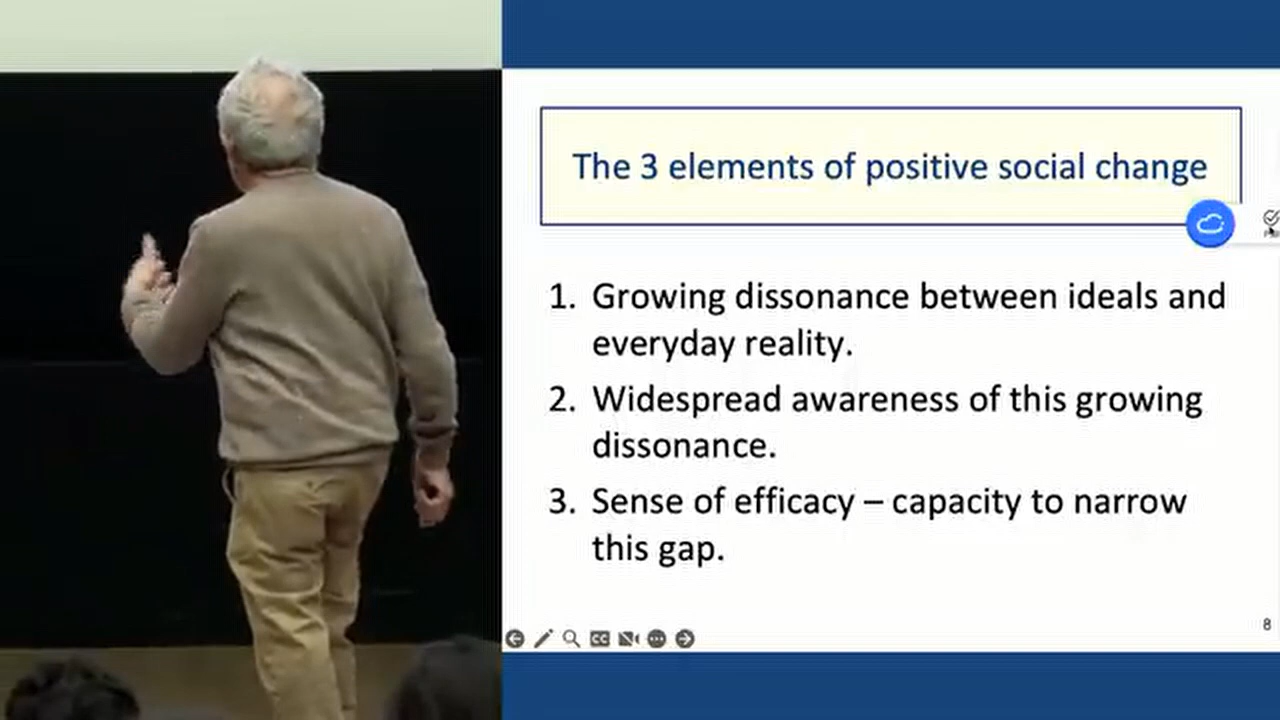 The 3 elements of positive social change
1. Growing dissonance between ideals and
everyday reality.
2. Widespread awareness of this growing
dissonance.
3. Sense of efficacy – capacity to narrow
this gap.
CC
8